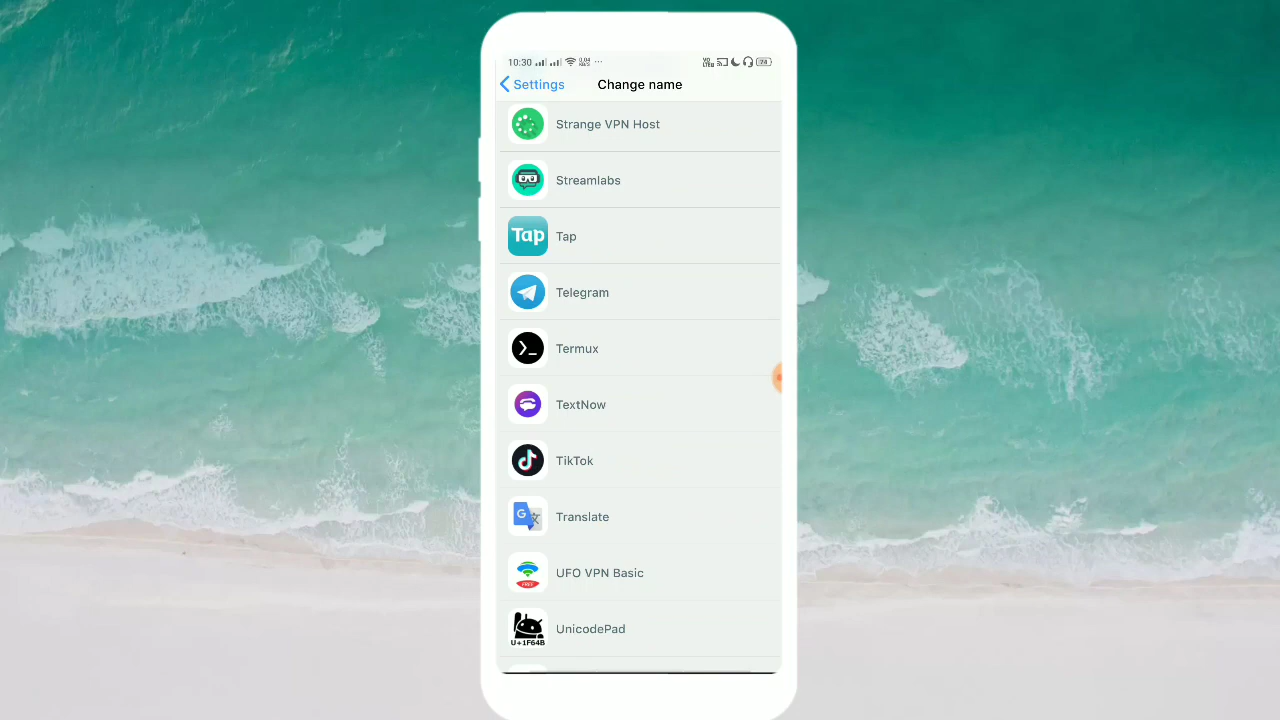 10:30
Settings
Change name
Strange VPN Host
Streamlabs
Tap
Tap
Telegram
Termux
TextNow
TikTok
G
Translate
FREE
UFO VPN Basic
U+1F64B
UnicodePad